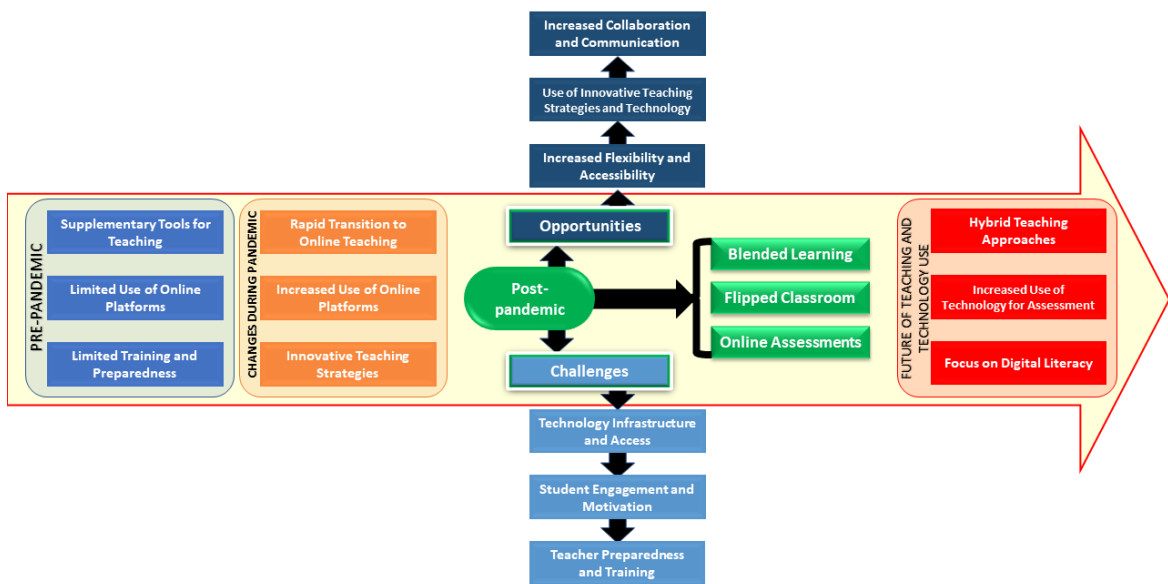 Increased Collaboration
and Communication
Use of Innovative Teaching
Strategies and Technology
Increased Flexibility and
Accessibility
PRE-PANDEMIC
Supplementary Tools for
Teaching
Limited Use of Online
Platforms
Limited Training and
Preparedness
CHANGES DURING PANDEMIC
Rapid Transition to
Online Teaching
Increased Use of Online
Platforms
Innovative Teaching
Strategies
Opportunities
Post-
pandemic
Challenges
Blended Learning
Flipped Classroom
Online Assessments
FUTURE OF TEACHING AND
TECHNOLOGY USE
Hybrid Teaching
Approaches
Increased Use of
Technology for Assessment
Focus on Digital Literacy
Technology Infrastructure
and Access
Student Engagement and
Motivation
Teacher Preparedness
and Training